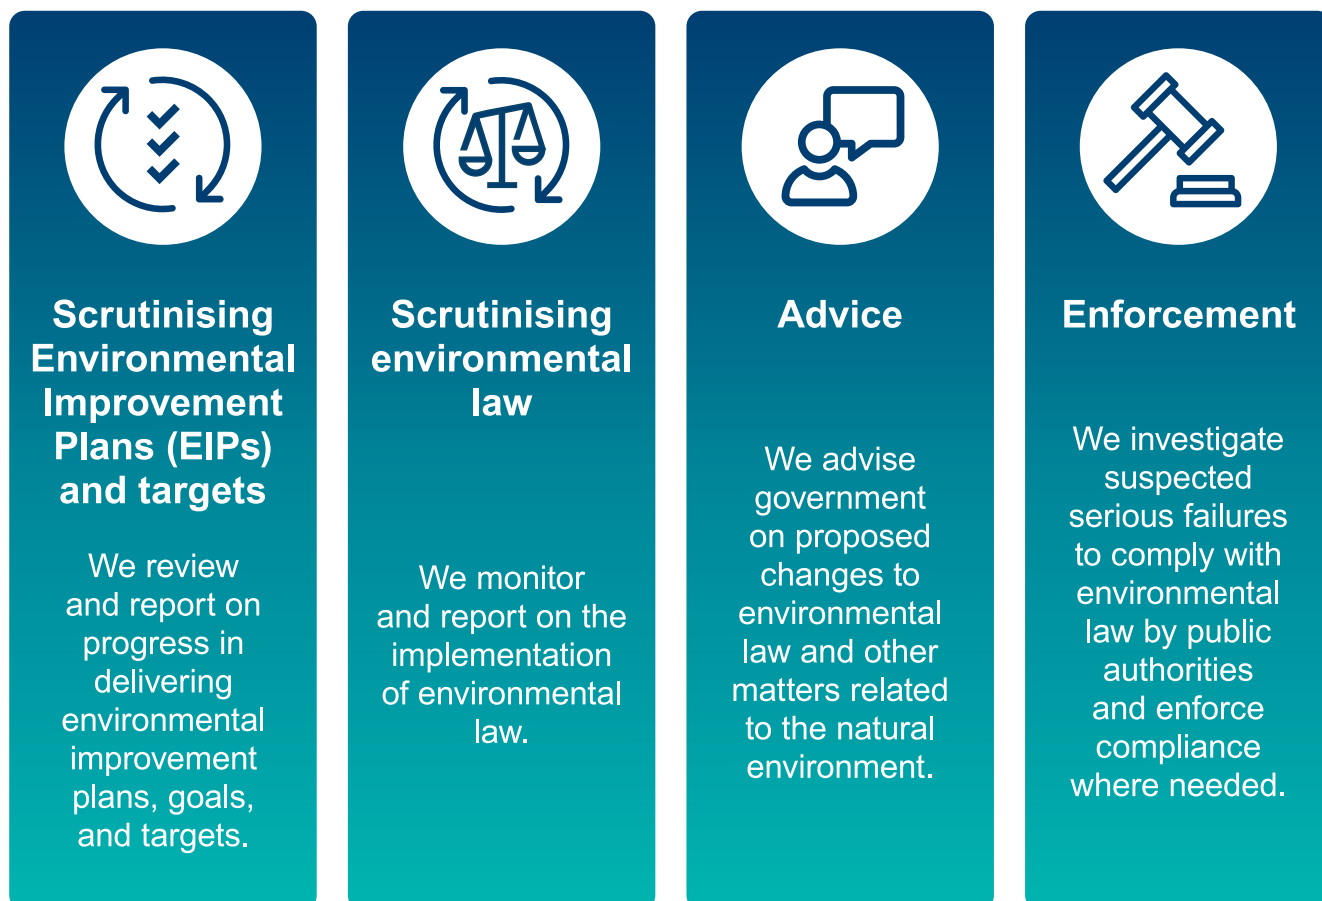 Scrutinising
Environmental
Improvement
Plans (EIPs)
and targets
We review
and report on
progress in
delivering
environmental
improvement
plans, goals,
and targets.
Scrutinising
environmental
law
We monitor
and report on the
implementation
of environmental
law.
Advice
We advise
government
on proposed
changes to
environmental
law and other
matters related
to the natural
environment.
Enforcement
We investigate
suspected
serious failures
to comply with
environmental
law by public
authorities
and enforce
compliance
where needed.